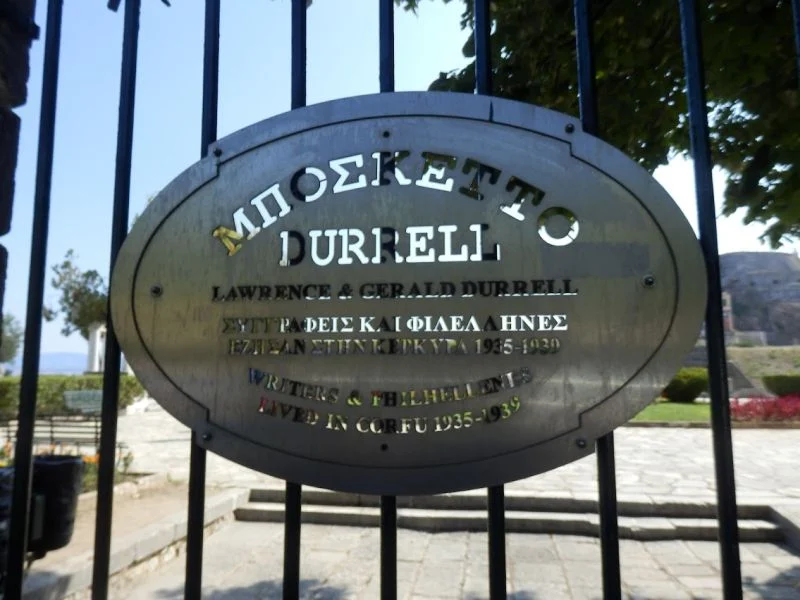 ΜΠΟΣΚΕΤΤΟ
DURRELL
LAWRENCE & GERALD DURRELL
ΣΥΓΓΡΑΦΕΙΣ ΚΑΙ ΦΙΛΕΛΛΗΝΕΣ
ΕΖΗΣΑΝ ΣΤΗΝ ΚΕΡΚΥΡΑ 1935-1939
WRITERS & PHILHELLENES
LIVED IN CORFU 1935-1939